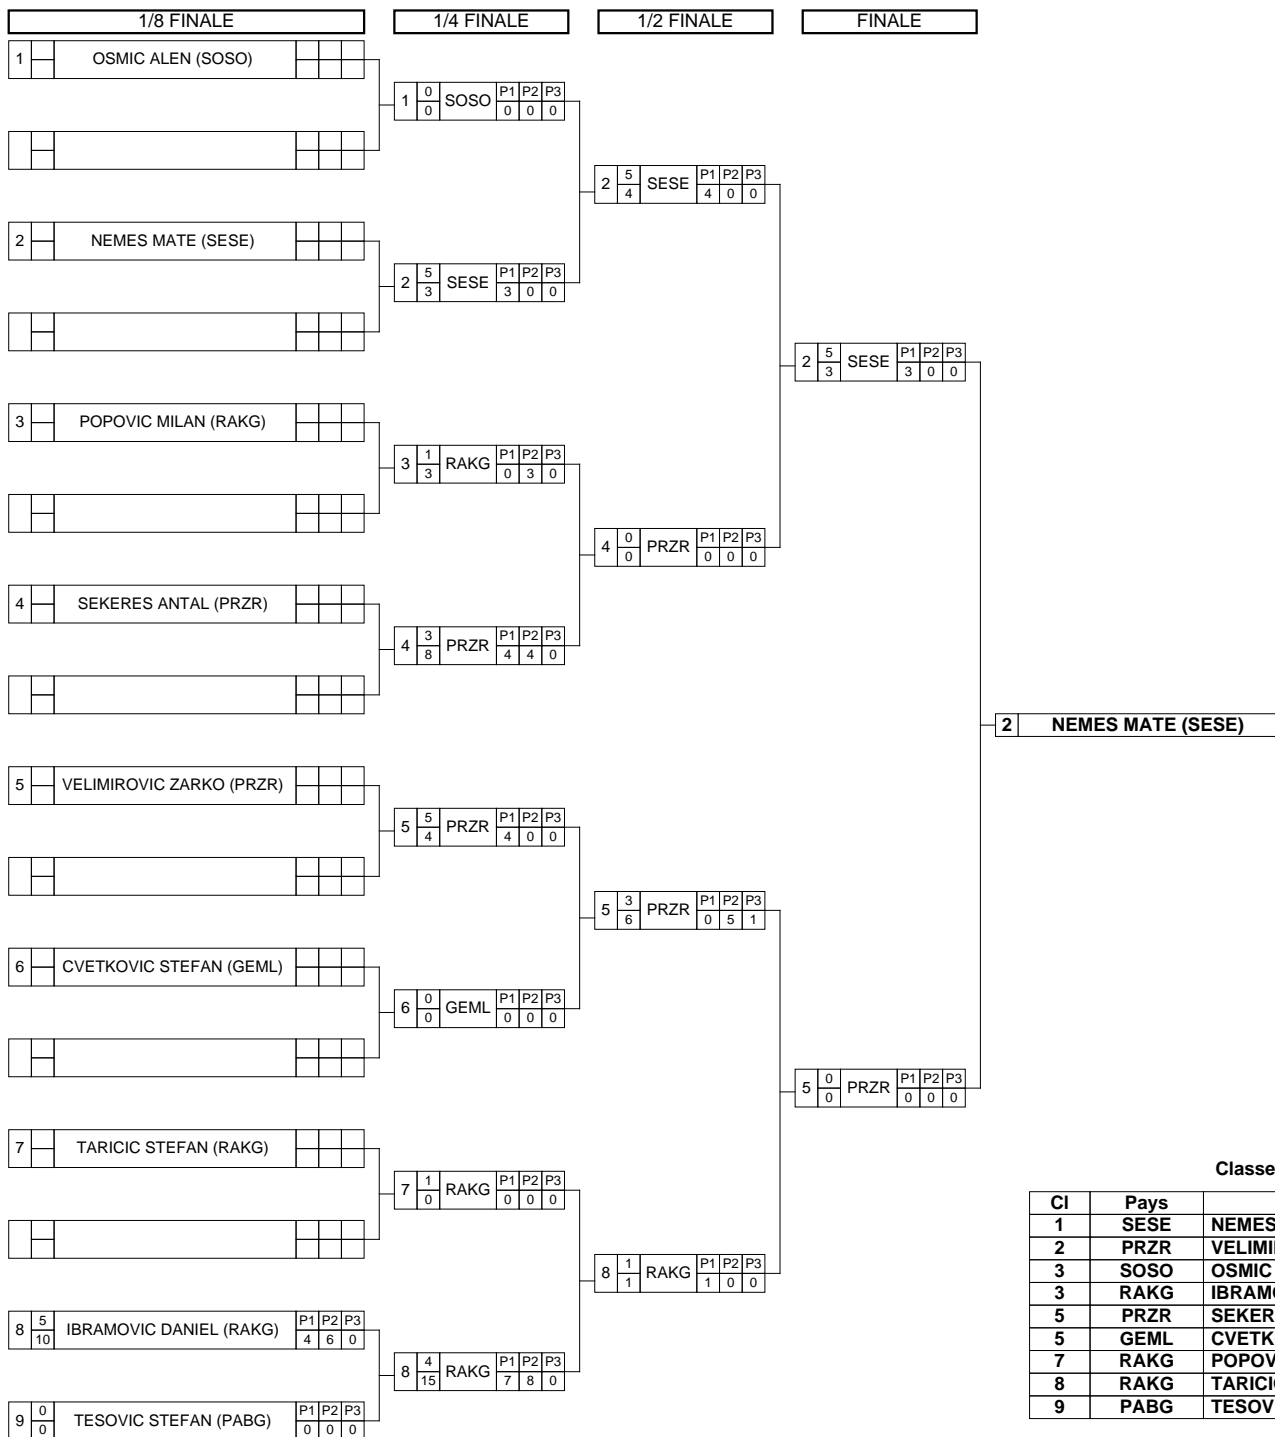 1/8 FINALE 1/4 FINALE 1/2 FINALE FINALE
1 OSMIC ALEN (SOSO)
1 0 0 SOSO P1 P2 P3 0 0 0
2 5 4 SESE P1 P2 P3 4 0 0
2 NEMES MATE (SESE)
2 5 3 SESE P1 P2 P3 3 0 0
2 5 3 SESE P1 P2 P3 3 0 0
3 POPOVIC MILAN (RAKG)
3 1 3 RAKG P1 P2 P3 0 3 0
4 0 0 PRZR P1 P2 P3 0 0 0
4 SEKERES ANTAL (PRZR)
4 3 8 PRZR P1 P2 P3 4 4 0
2 NEMES MATE (SESE)
5 VELIMIROVIC ZARKO (PRZR)
5 5 4 PRZR P1 P2 P3 4 0 0
5 3 6 PRZR P1 P2 P3 0 5 1
6 CVETKOVIC STEFAN (GEML)
6 0 0 GEML P1 P2 P3 0 0 0
5 0 0 PRZR P1 P2 P3 0 0 0
7 TARICIC STEFAN (RAKG)
7 1 0 RAKG P1 P2 P3 0 0 0
8 1 1 RAKG P1 P2 P3 1 0 0
8 5 10 IBRAMOVIC DANIEL (RAKG) P1 P2 P3 4 6 0
8 4 15 RAKG P1 P2 P3 7 8 0
9 0 0 TESOVIC STEFAN (PABG) P1 P2 P3 0 0 0
Classe
Cl Pays
1 SESE NEMES
2 PRZR VELIMI
3 SOSO OSMIC
3 RAKG IBRAMO
5 PRZR SEKER
5 GEML CVETK
7 RAKG POPOV
8 RAKG TARICI
9 PABG TESOV